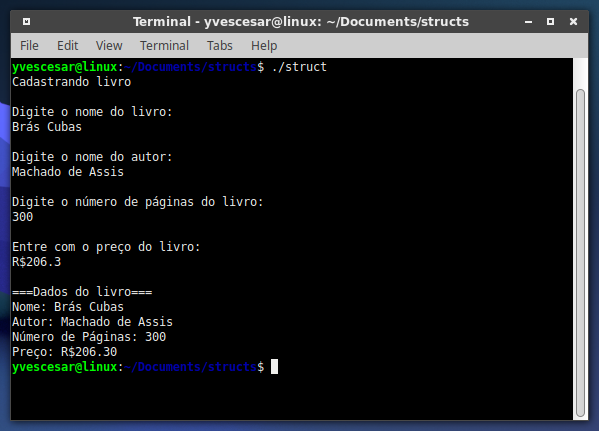 Terminal - yvescesar@linux: ~/Documents/structs
File Edit View Terminal Tabs Help
yvescesar@linux:~/Documents/structs$ ./struct
Cadastrando livro
Digite o nome do livro:
Brás Cubas
Digite o nome do autor:
Machado de Assis
Digite o número de páginas do livro:
300
Entre com o preço do livro:
R$206.3
===Dados do livro===
Nome: Brás Cubas
Autor: Machado de Assis
Número de Páginas: 300
Preço: R$206.30
yvescesar@linux:~/Documents/structs$